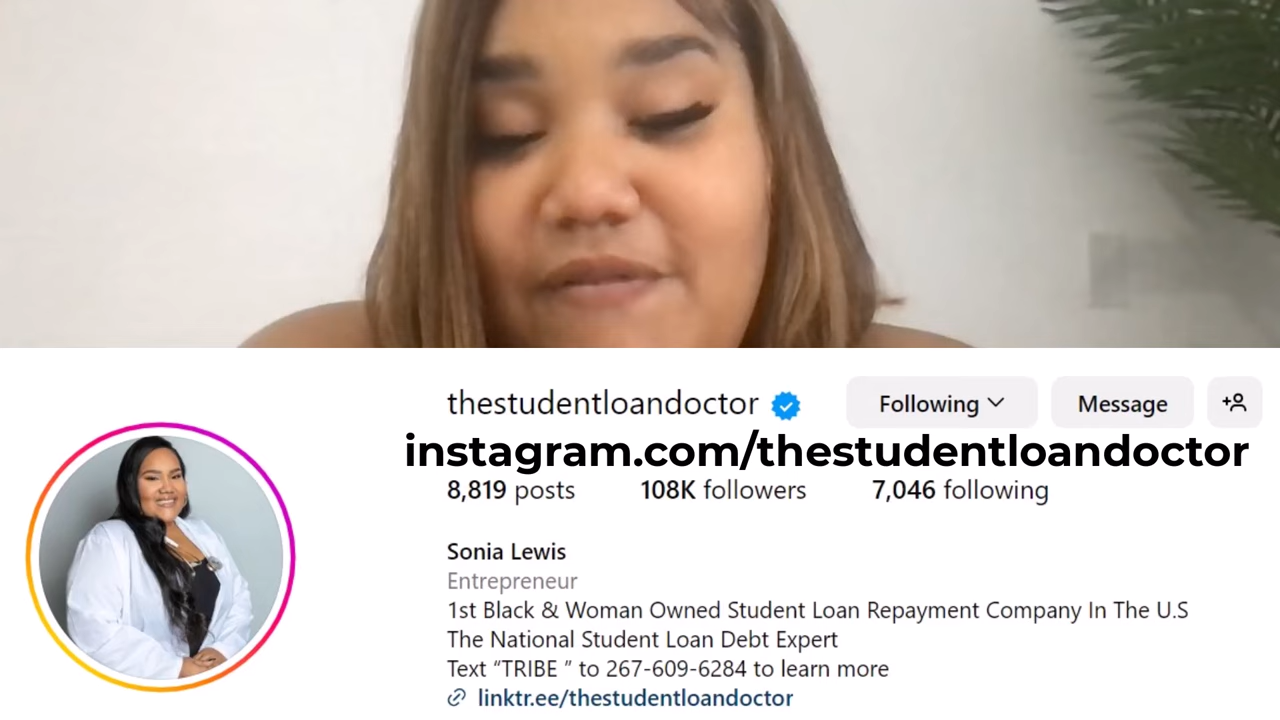 thestudentloandoctor Following Message
instagram.com/thestudentloandoctor
8,819 posts 108K followers 7,046 following
Sonia Lewis
Entrepreneur
1st Black & Woman Owned Student Loan Repayment Company In The U.S
The National Student Loan Debt Expert
Text “TRIBE ” to 267-609-6284 to learn more
linktr.ee/thestudentloandoctor